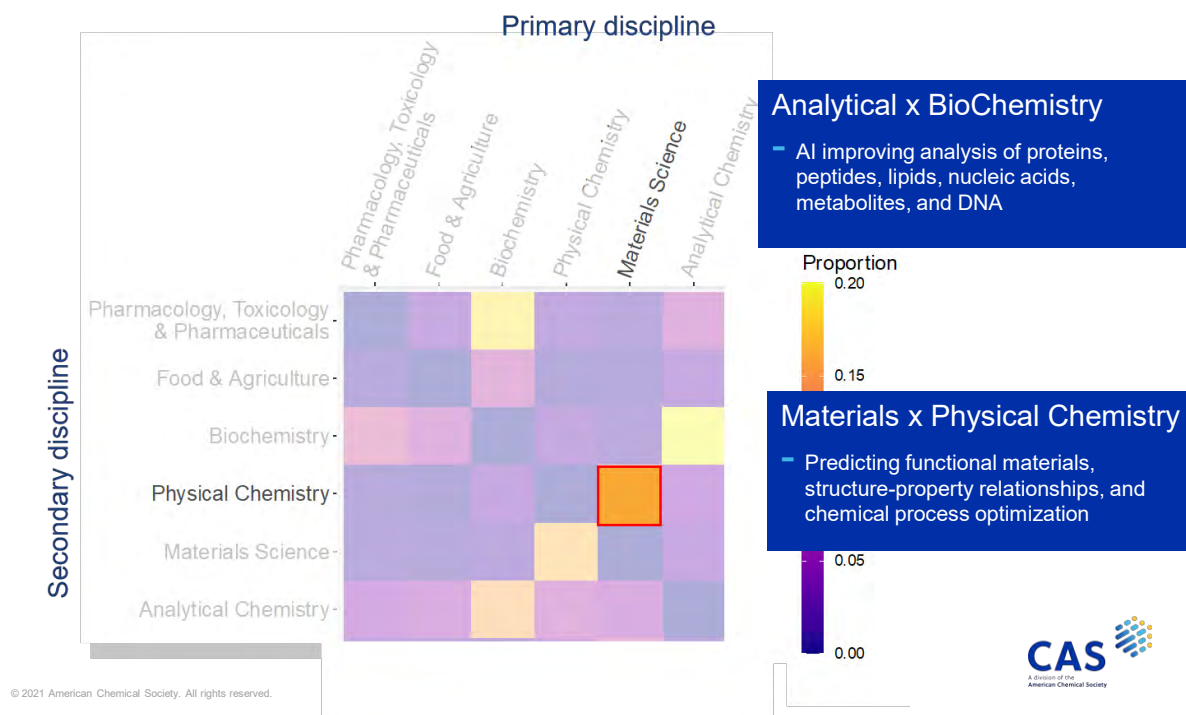 Primary discipline
Pharmacology, Toxicology
& Pharmaceuticals
Food & Agriculture
Biochemistry
Physical Chemistry
Materials Science
Analytical Chemistry
Analytical x BioChemistry
- AI improving analysis of proteins,
peptides, lipids, nucleic acids,
metabolites, and DNA
Proportion
0.20
0.15
Secondary discipline
Pharmacology, Toxicology
& Pharmaceuticals
Food & Agriculture
Biochemistry
Physical Chemistry
Materials Science
Analytical Chemistry
Materials x Physical Chemistry
- Predicting functional materials,
structure-property relationships, and
chemical process optimization
0.05
0.00
CAS
A division of the
American Chemical Society
© 2021 American Chemical Society. All rights reserved.